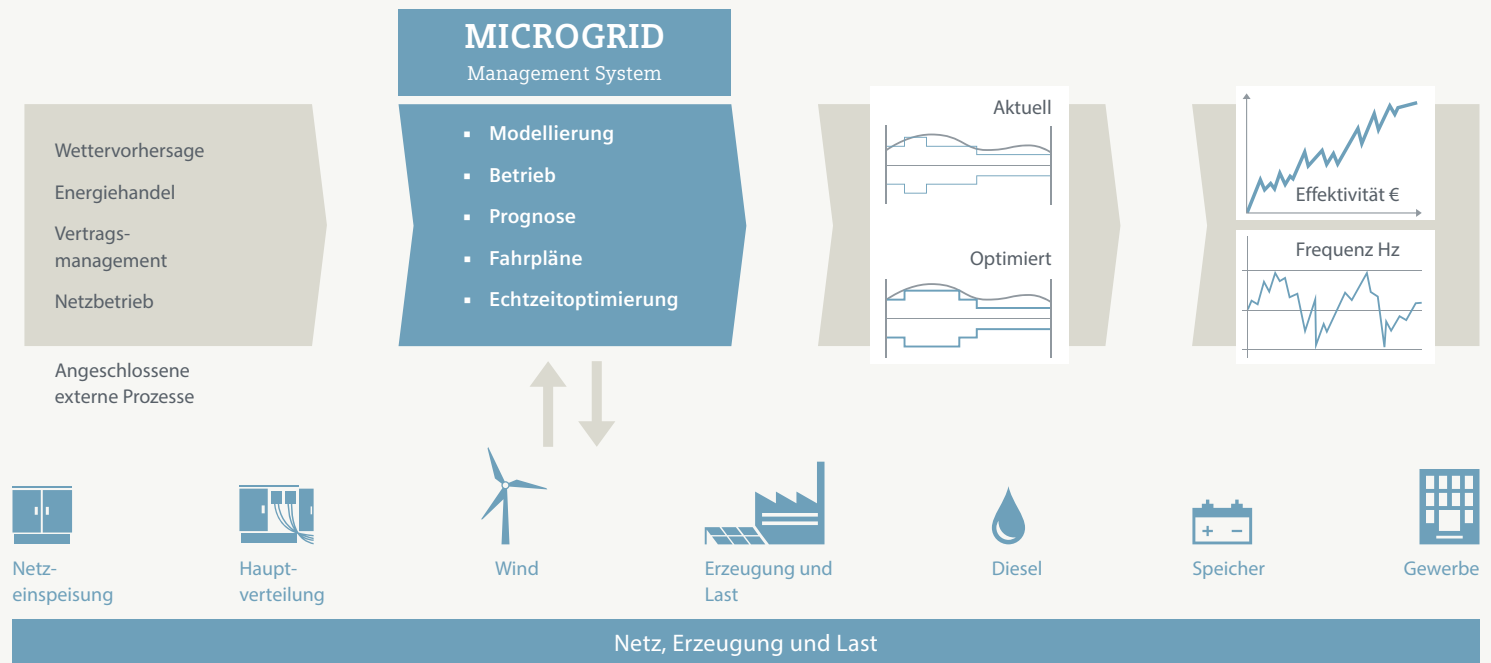 MICROGRID
Management System
Wettervorhersage
Energiehandel
Vertrags-
management
Netzbetrieb
Angeschlossene
externe Prozesse
▪ Modellierung
▪ Betrieb
▪ Prognose
▪ Fahrpläne
▪ Echtzeitoptimierung
Aktuell
Optimiert
Effektivität €
Frequenz Hz
+ −
Netz-
einspeisung
Haupt-
verteilung
Wind
Erzeugung und
Last
Diesel
Speicher
Gewerbe
Netz, Erzeugung und Last